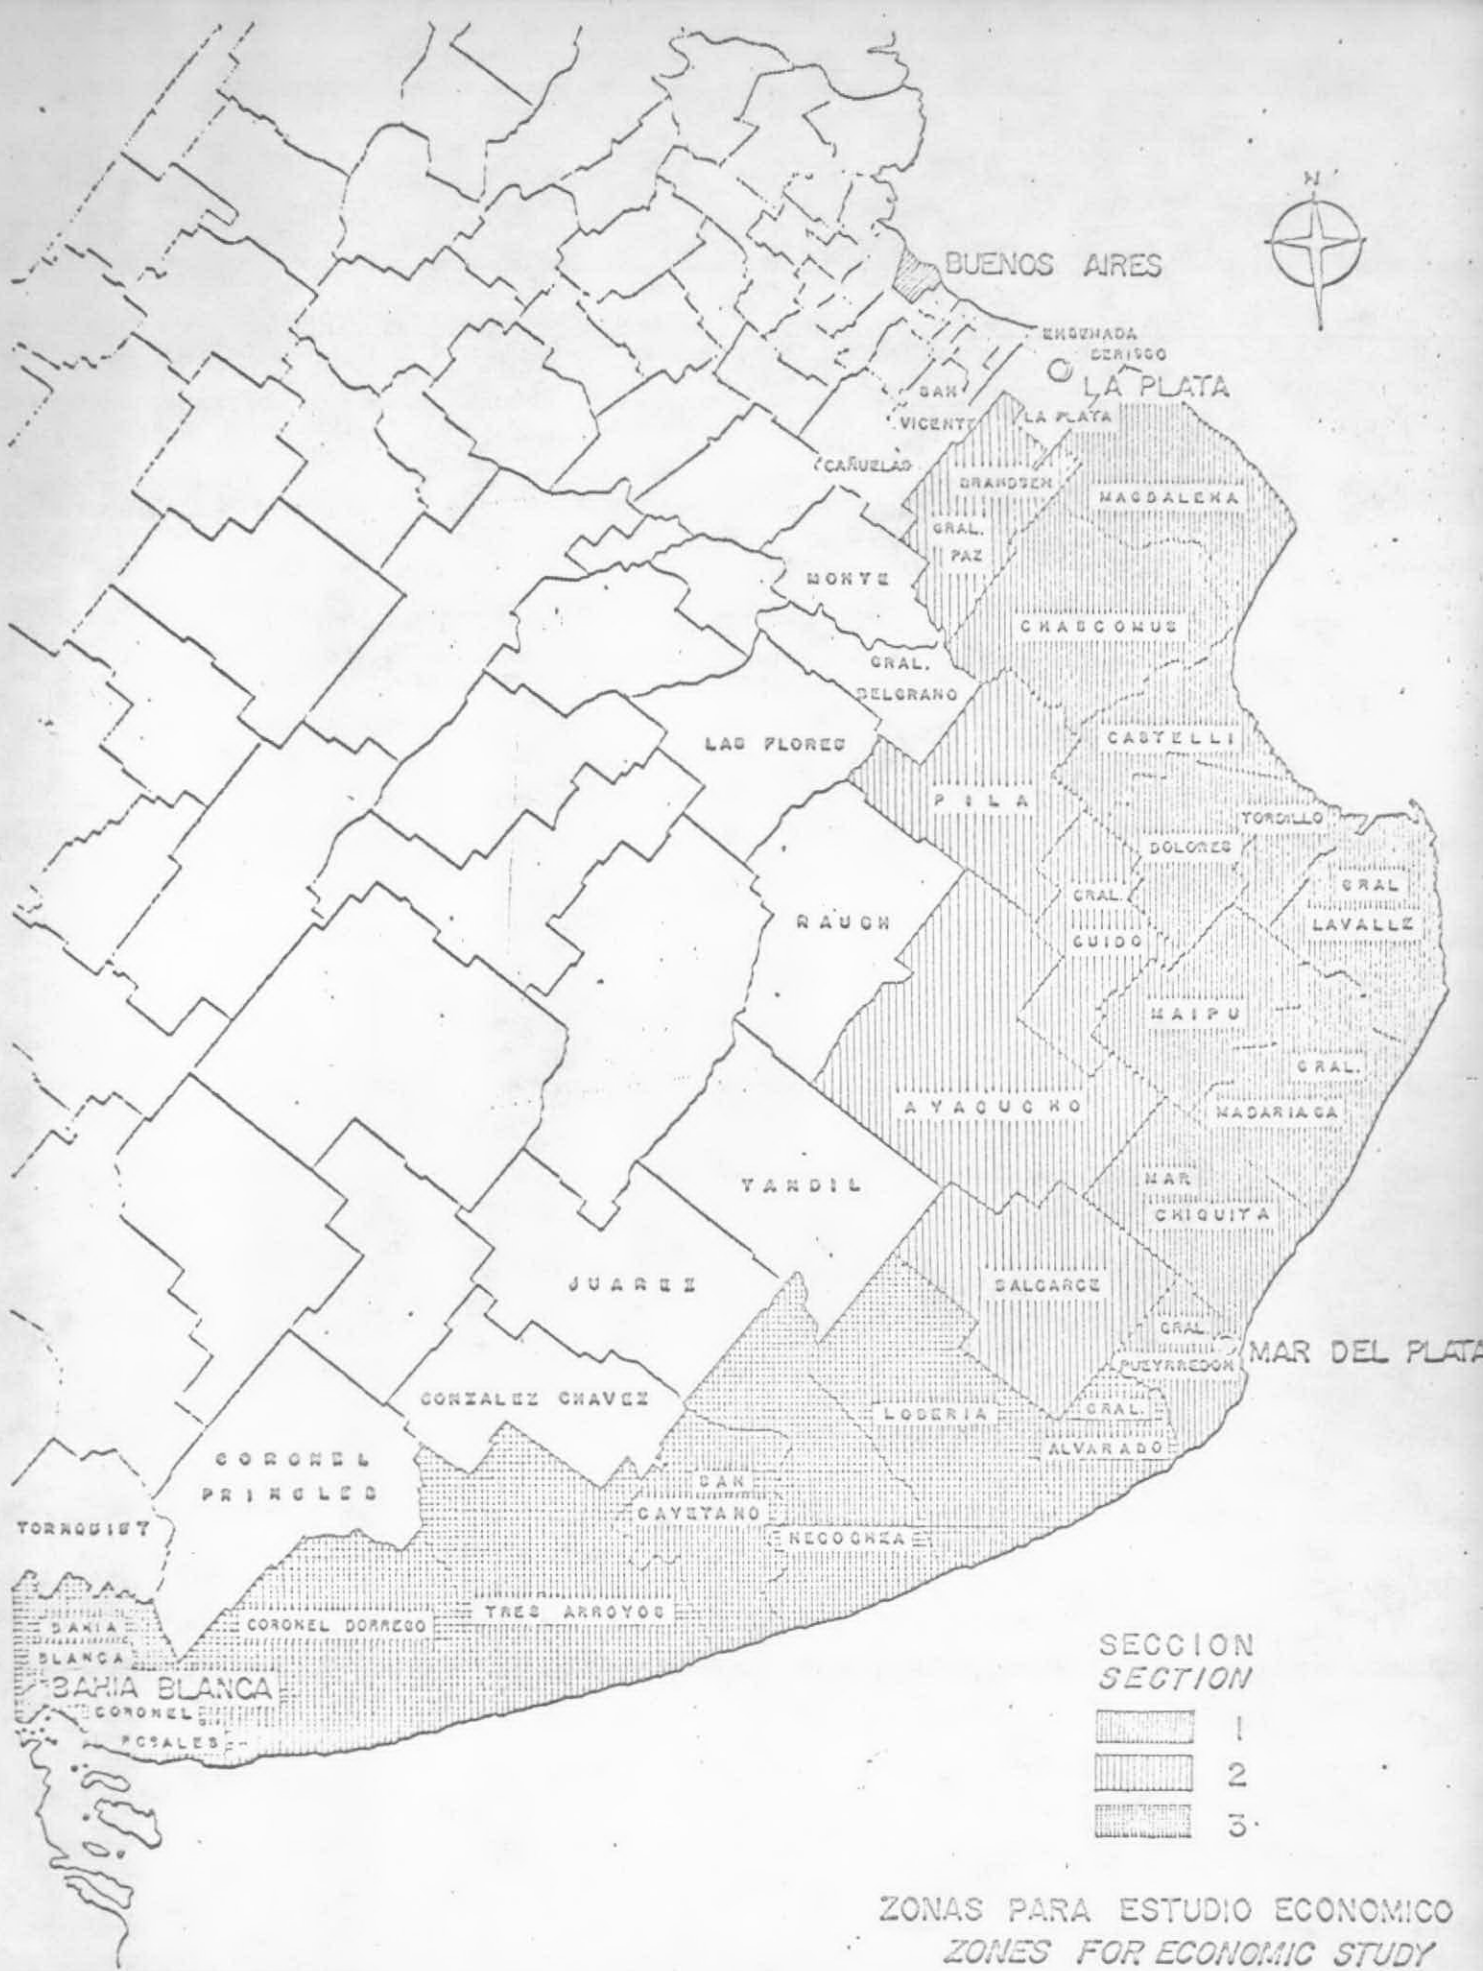 N
BUENOS AIRES
ENSENADA
BERISSO
LA PLATA
SAN
VICENTE
LA PLATA
CAÑUELAS
BRANDSEN
MAGDALENA
GRAL.
PAZ
MONTE
CHASCOMUS
GRAL.
BELGRANO
LAS FLORES
CASTELLI
PILA
TORDILLO
DOLORES
GRAL.
GUIDO
GRAL
LAVALLE
RAUCH
MAIPU
GRAL.
MADARIAGA
AYACUCHO
TANDIL
MAR
CHIQUITA
JUAREZ
BALCARCE
GRAL.
PUEYRREDON
MAR DEL PLATA
GONZALEZ CHAVEZ
LOBERIA
GRAL.
ALVARADO
CORONEL
PRINGLES
SAN
CAYETANO
TORNQUIST
NECOCHEA
TRES ARROYOS
CORONEL DORREGO
BAHIA
BLANCA
BAHIA BLANCA
CORONEL
ROSALES
SECCION
SECTION
1
2
3
ZONAS PARA ESTUDIO ECONOMICO
ZONES FOR ECONOMIC STUDY